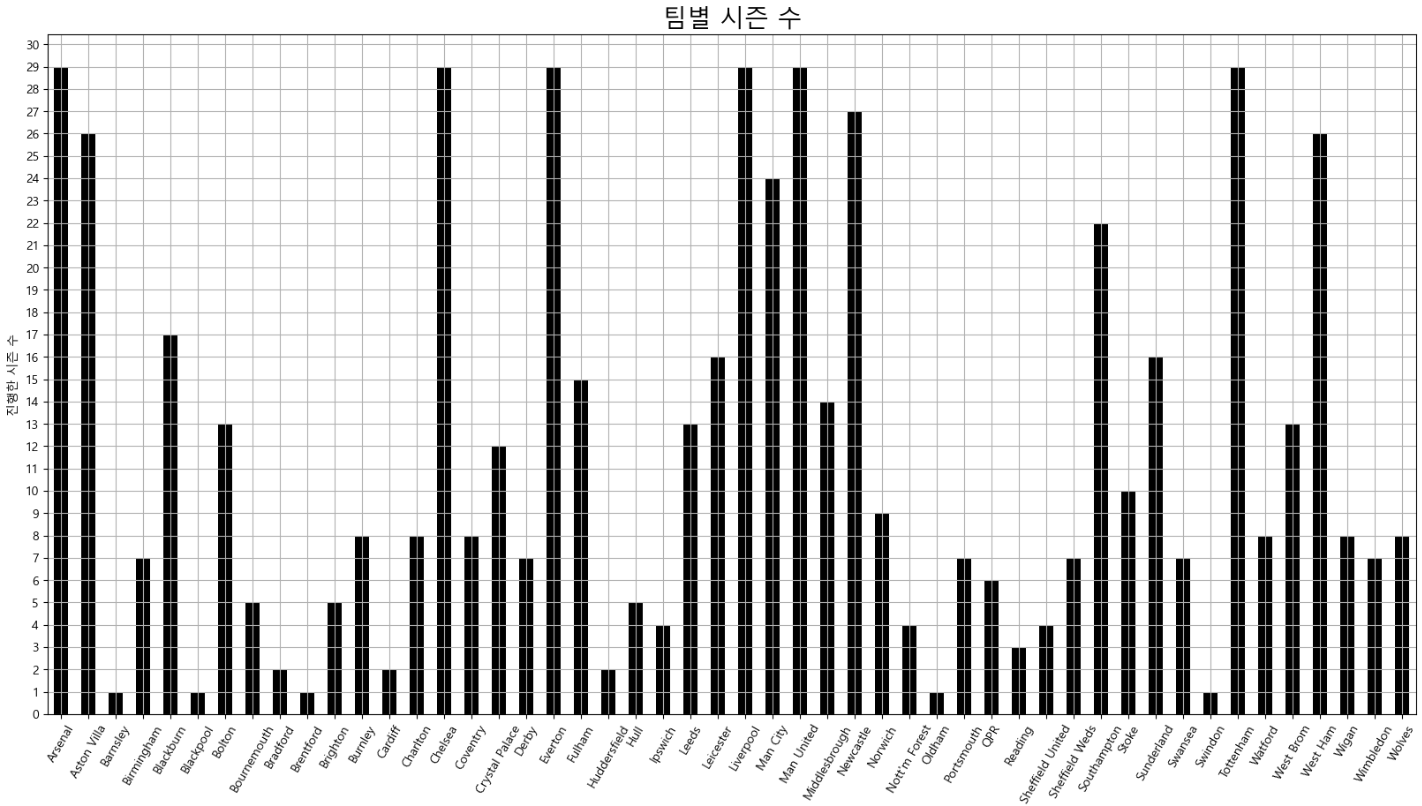 팀별 시즌 수
진행한 시즌 수
30
29
28
27
26
25
24
23
22
21
20
19
18
17
16
15
14
13
12
11
10
9
8
7
6
5
4
3
2
1
0
Arsenal
Aston Villa
Barnsley
Birmingham
Blackburn
Blackpool
Bolton
Bournemouth
Bradford
Brentford
Brighton
Burnley
Cardiff
Charlton
Chelsea
Coventry
Crystal Palace
Derby
Everton
Fulham
Huddersfield
Hull
Ipswich
Leeds
Leicester
Liverpool
Man City
Man United
Middlesbrough
Newcastle
Norwich
Nott'm Forest
Oldham
Portsmouth
QPR
Reading
Sheffield United
Sheffield Weds
Southampton
Stoke
Sunderland
Swansea
Swindon
Tottenham
Watford
West Brom
West Ham
Wigan
Wimbledon
Wolves